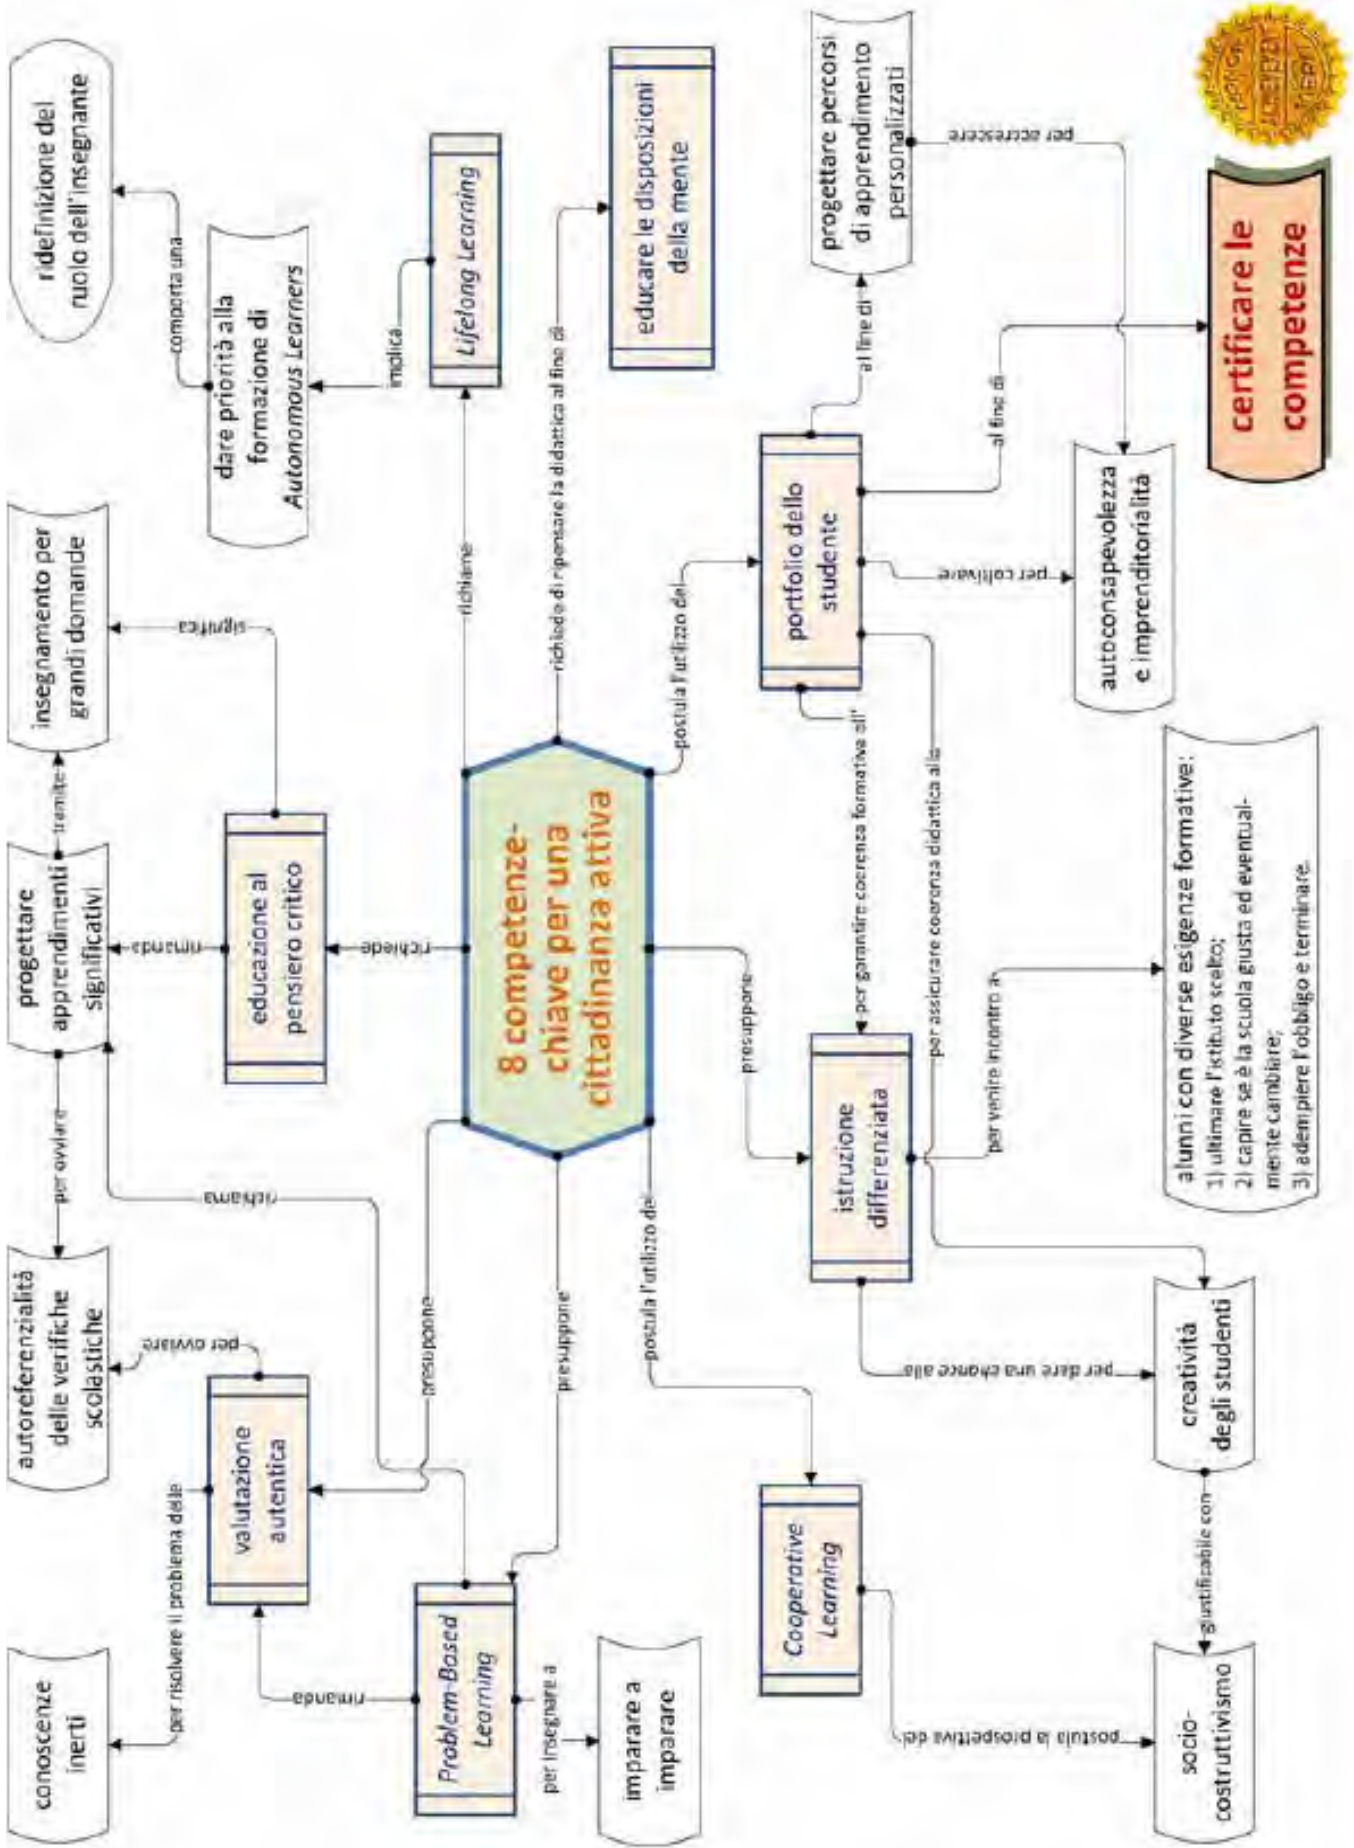 conoscenze
inerti
autoreferenzialità
delle verifiche
scolastiche
per ovviare
progettare
apprendimenti
significativi
tramite
insegnamento per
grandi domande
ridefinizione del
ruolo dell'insegnante
per risolvere il problema delle
per ovviare
richiama
rimanda
significa
comporta una
valutazione
autentica
educazione al
pensiero critico
dare priorità alla
formazione di
Autonomous Learners
rimanda
presuppone
richiede
implica
Problem-Based
Learning
richiame
Lifelong Learning
8 competenze-
chiave per una
cittadinanza attiva
per insegnare a
presuppone
richiedo di ripensare la didattica al fine di
imparare a
imparare
educare le disposizioni
della mente
postula l'utilizzo del
presuppone
postula l'utilizzo del
Cooperative
Learning
istruzione
differenziata
per garantire coerenza formativa all'
portfolio dello
studente
al fine di
progettare percorsi
di apprendimento
personalizzati
per assicurare coerenza didattica alla
postula la prospettiva del
per dare una chance alla
per venire incontro a
per coltivare
al fine di
per accrescere
socio-
costruttivismo
giustificabile con
creatività
degli studenti
alunni con diverse esigenze formative:
1) ultimare l'istituto scelto;
2) capire se è la scuola giusta ed eventual-
mente cambiare;
3) adempiere l'obbligo e terminare.
autoconsapevolezza
e imprenditorialità
certificare le
competenze